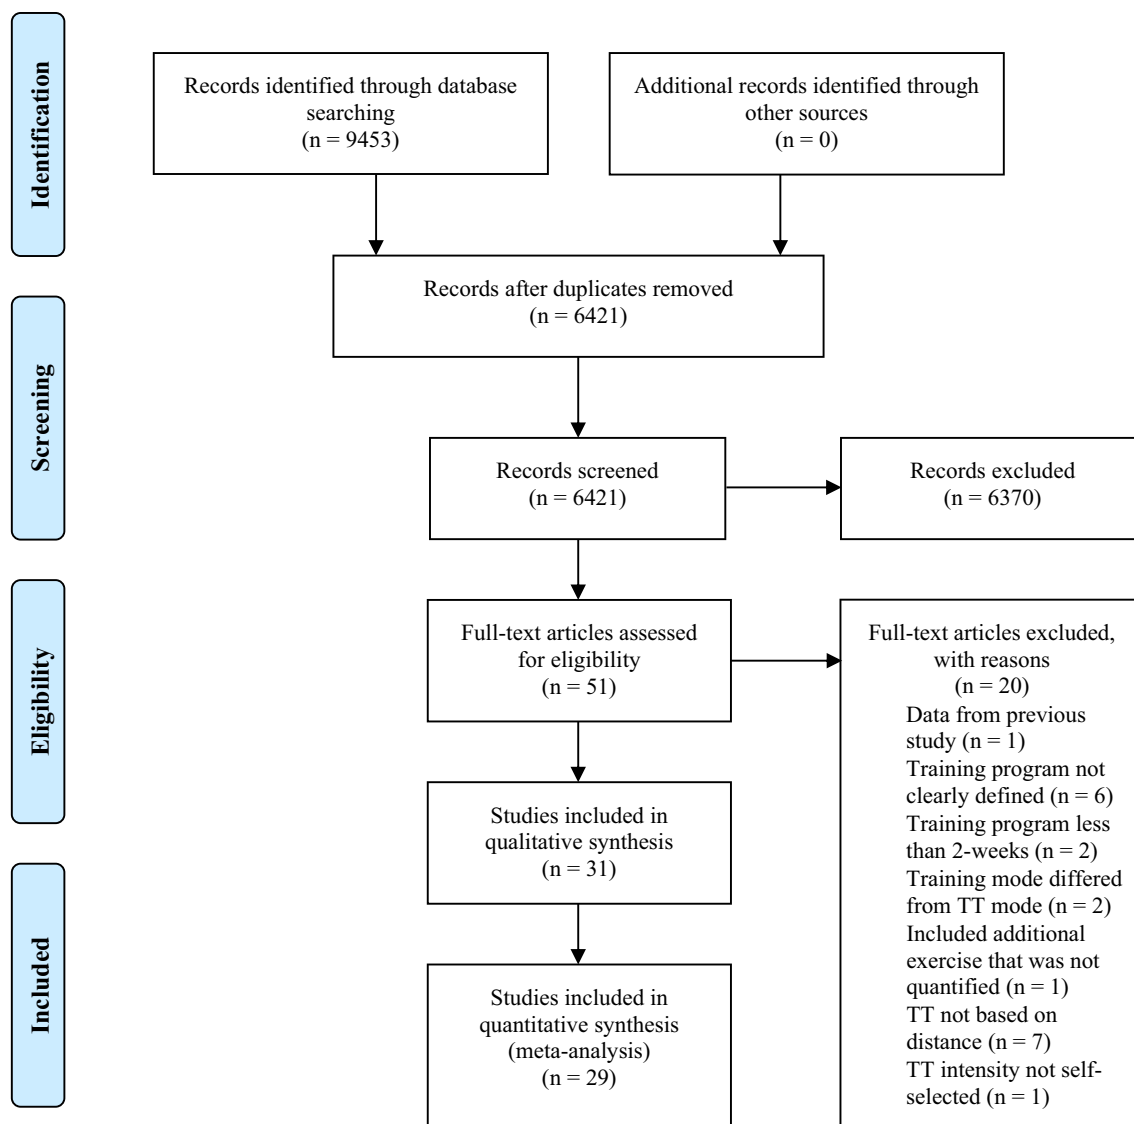 Identification
Records identified through database
searching
(n = 9453)
Additional records identified through
other sources
(n = 0)
Records after duplicates removed
(n = 6421)
Screening
Records screened
(n = 6421)
Records excluded
(n = 6370)
Eligibility
Full-text articles assessed
for eligibility
(n = 51)
Full-text articles excluded,
with reasons
(n = 20)
Data from previous
study (n = 1)
Training program not
clearly defined (n = 6)
Training program less
than 2-weeks (n = 2)
Training mode differed
from TT mode (n = 2)
Included additional
exercise that was not
quantified (n = 1)
TT not based on
distance (n = 7)
TT intensity not self-
selected (n = 1)
Studies included in
qualitative synthesis
(n = 31)
Included
Studies included in
quantitative synthesis
(meta-analysis)
(n = 29)